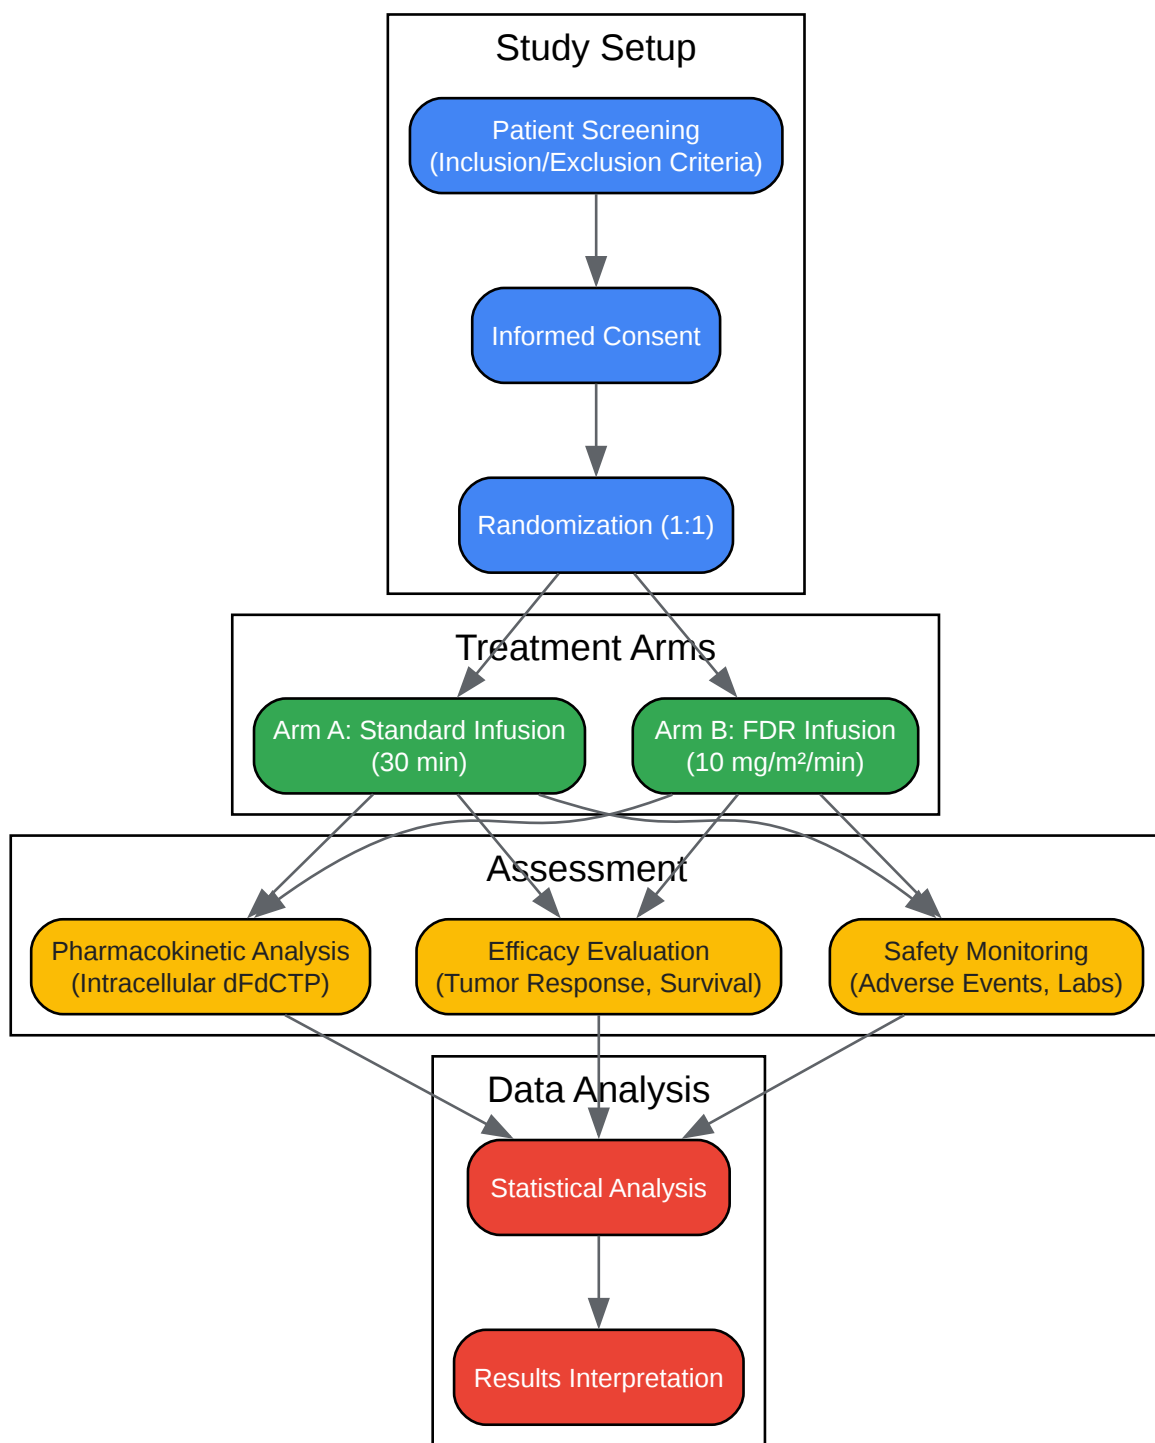 Study Setup
Patient Screening
(Inclusion/Exclusion Criteria)
Informed Consent
Randomization (1:1)
Treatment Arms
Arm A: Standard Infusion
(30 min)
Arm B: FDR Infusion
(10 mg/m²/min)
Assessment
Pharmacokinetic Analysis
(Intracellular dFdCTP)
Efficacy Evaluation
(Tumor Response, Survival)
Safety Monitoring
(Adverse Events, Labs)
Data Analysis
Statistical Analysis
Results Interpretation